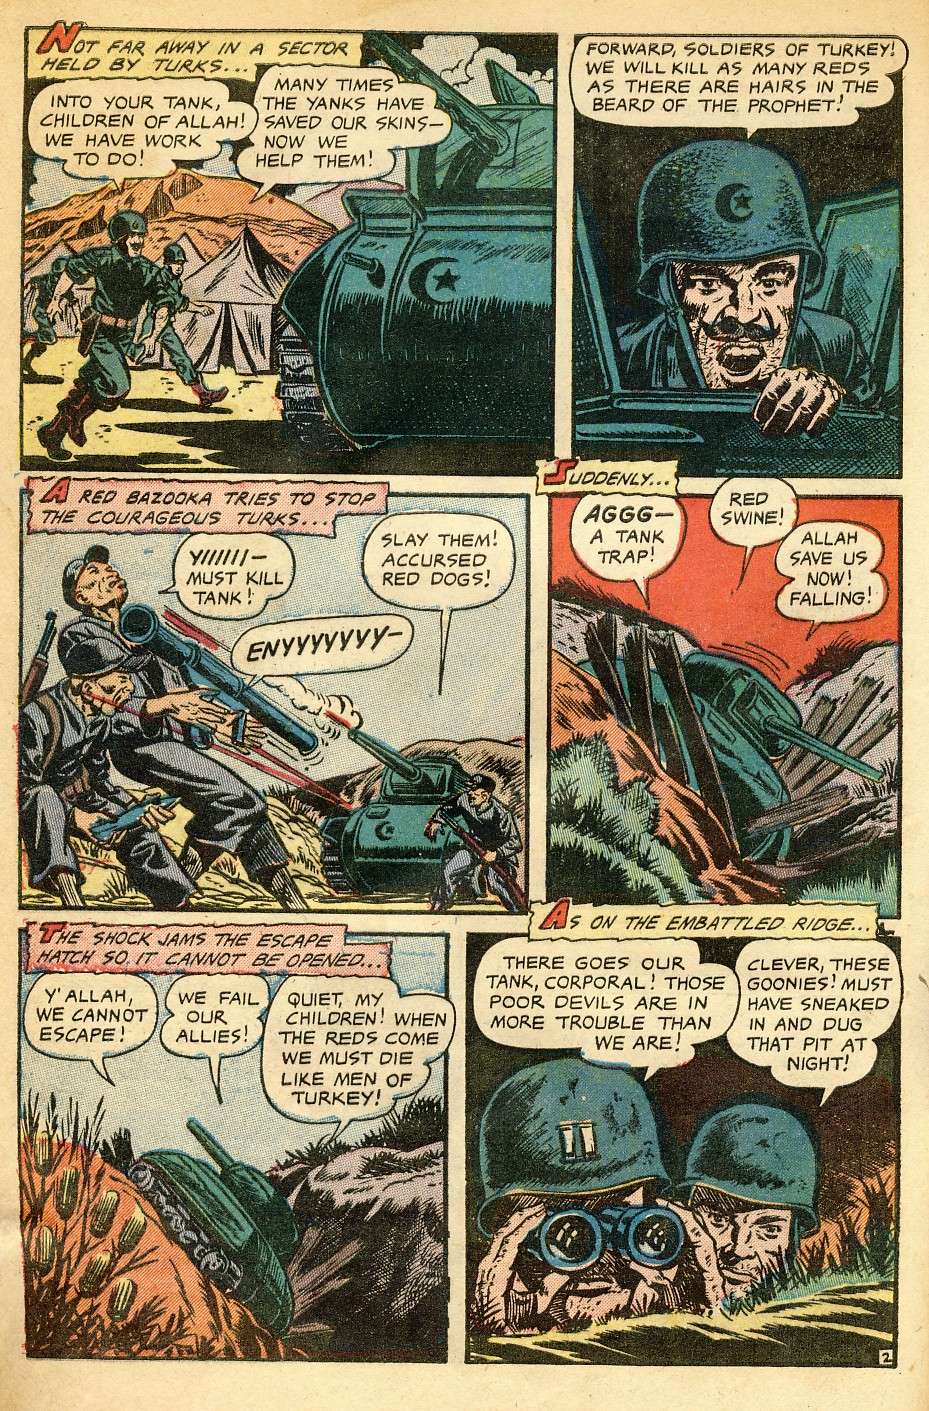 NOT FAR AWAY IN A SECTOR
HELD BY TURKS...
INTO YOUR TANK,
CHILDREN OF ALLAH!
WE HAVE WORK
TO DO!
MANY TIMES
THE YANKS HAVE
SAVED OUR SKINS—
NOW WE
HELP THEM!
FORWARD, SOLDIERS OF TURKEY!
WE WILL KILL AS MANY REDS
AS THERE ARE HAIRS IN THE
BEARD OF THE PROPHET!
A RED BAZOOKA TRIES TO STOP
THE COURAGEOUS TURKS...
YIIIIII—
MUST KILL
TANK!
ENYYYYYYY—
SLAY THEM!
ACCURSED
RED DOGS!
SUDDENLY...
AGGG—
A TANK
TRAP!
RED
SWINE!
ALLAH
SAVE US
NOW!
FALLING!
THE SHOCK JAMS THE ESCAPE
HATCH SO IT CANNOT BE OPENED...
Y'ALLAH,
WE CANNOT
ESCAPE!
WE FAIL
OUR
ALLIES!
QUIET, MY
CHILDREN! WHEN
THE REDS COME
WE MUST DIE
LIKE MEN OF
TURKEY!
AS ON THE EMBATTLED RIDGE...
THERE GOES OUR
TANK, CORPORAL! THOSE
POOR DEVILS ARE IN
MORE TROUBLE THAN
WE ARE!
CLEVER, THESE
GOONIES! MUST
HAVE SNEAKED
IN AND DUG
THAT PIT AT
NIGHT!
2